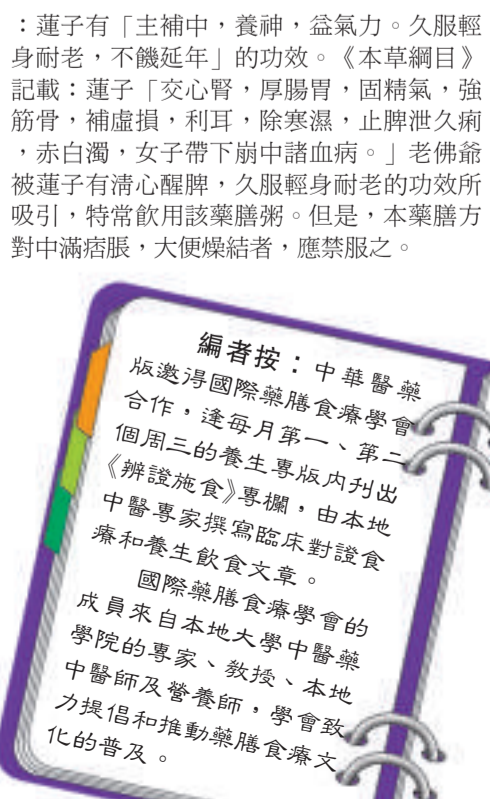 ：蓮子有「主補中，養神，益氣力。久服輕
身耐老，不饑延年」的功效。《本草綱目》
記載：蓮子「交心腎，厚腸胃，固精氣，強
筋骨，補虛損，利耳，除寒濕，止脾泄久痢
，赤白濁，女子帶下崩中諸血病。」老佛爺
被蓮子有清心醒脾，久服輕身耐老的功效所
吸引，特常飲用該藥膳粥。但是，本藥膳方
對中滿痞脹，大便燥結者，應禁服之。
編者按：中華醫藥
版邀得國際藥膳食療學會
合作，逢每月第一、第二
個周三的養生專版內刊出
《辨證施食》專欄，由本地
中醫專家撰寫臨床對證食
療和養生飲食文章。
國際藥膳食療學會的
成員來自本地大學中醫藥
學院的專家、教授、本地
中醫師及營養師，學會致
力提倡和推動藥膳食療文
化的普及。